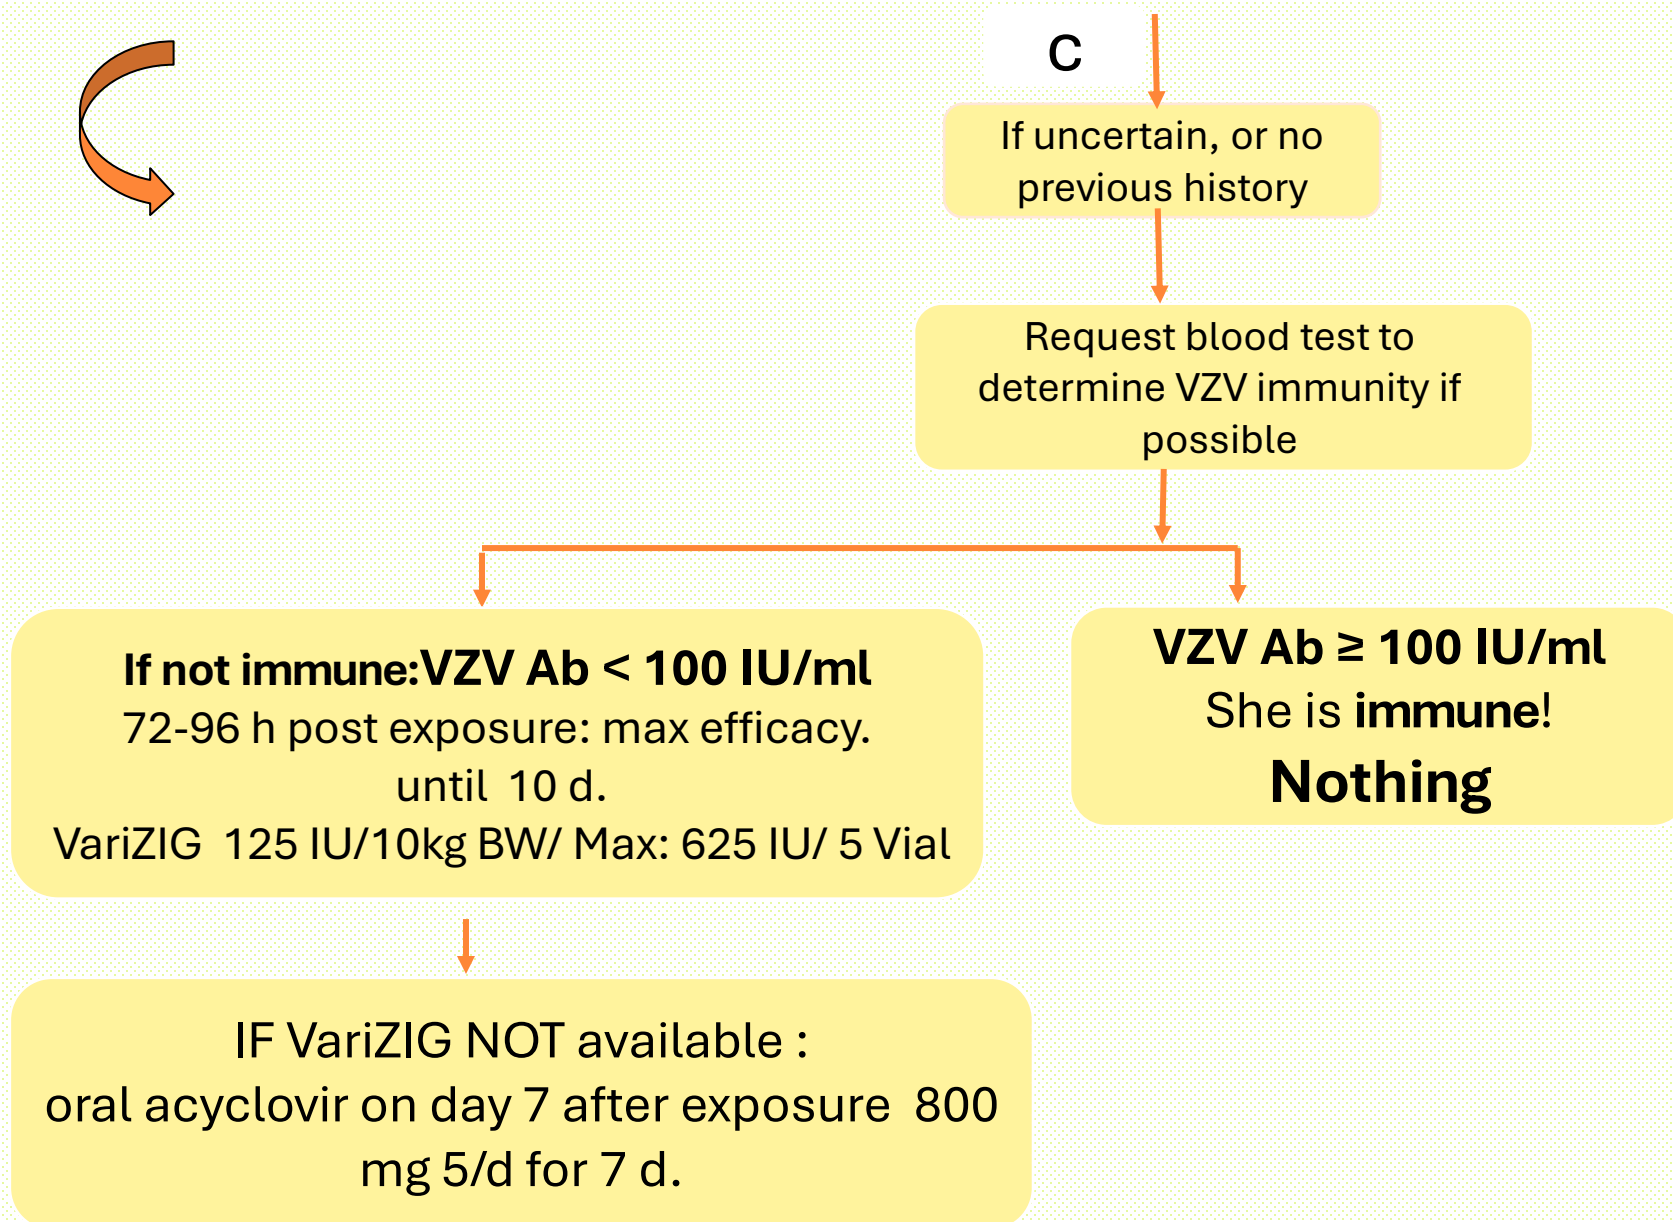 C
If uncertain, or no
previous history
Request blood test to
determine VZV immunity if
possible
If not immune:VZV Ab < 100 IU/ml
72-96 h post exposure: max efficacy.
until 10 d.
VariZIG 125 IU/10kg BW/ Max: 625 IU/ 5 Vial
VZV Ab ≥ 100 IU/ml
She is immune!
Nothing
IF VariZIG NOT available :
oral acyclovir on day 7 after exposure 800
mg 5/d for 7 d.